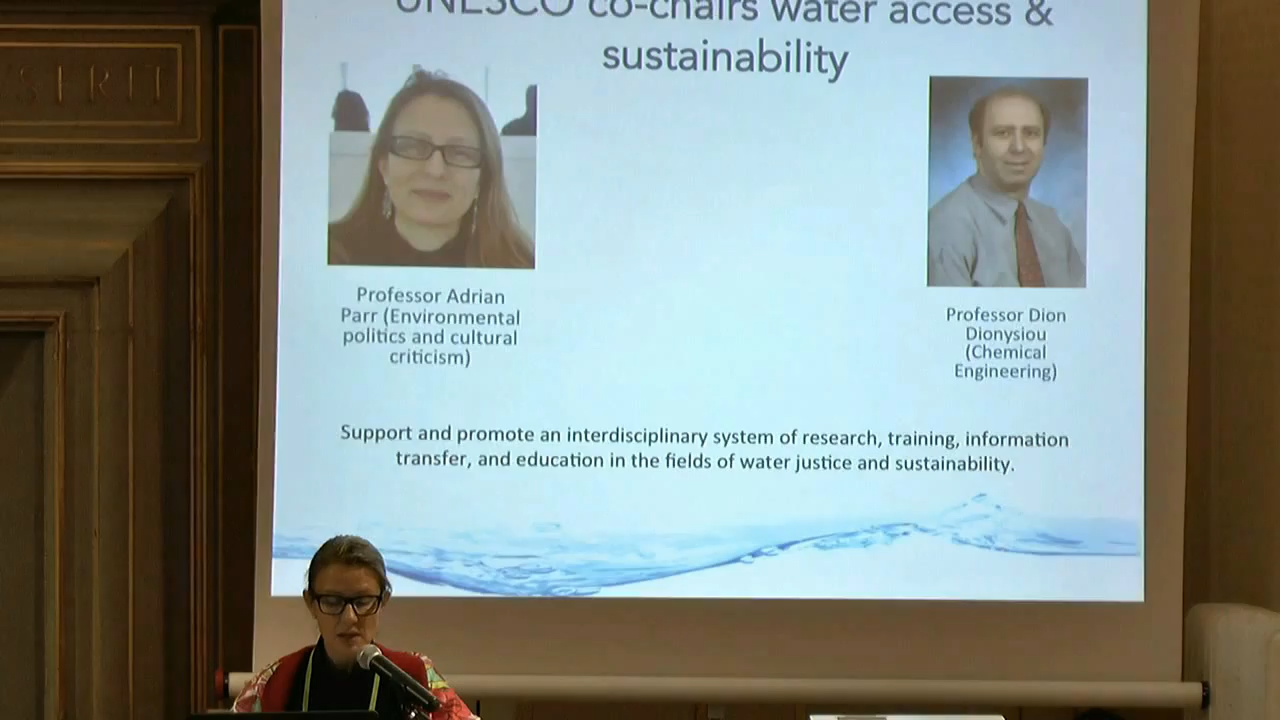 UNESCO co-chairs water access &
sustainability
Professor Adrian
Parr (Environmental
politics and cultural
criticism)
Professor Dion
Dionysiou
(Chemical
Engineering)
Support and promote an interdisciplinary system of research, training, information
transfer, and education in the fields of water justice and sustainability.